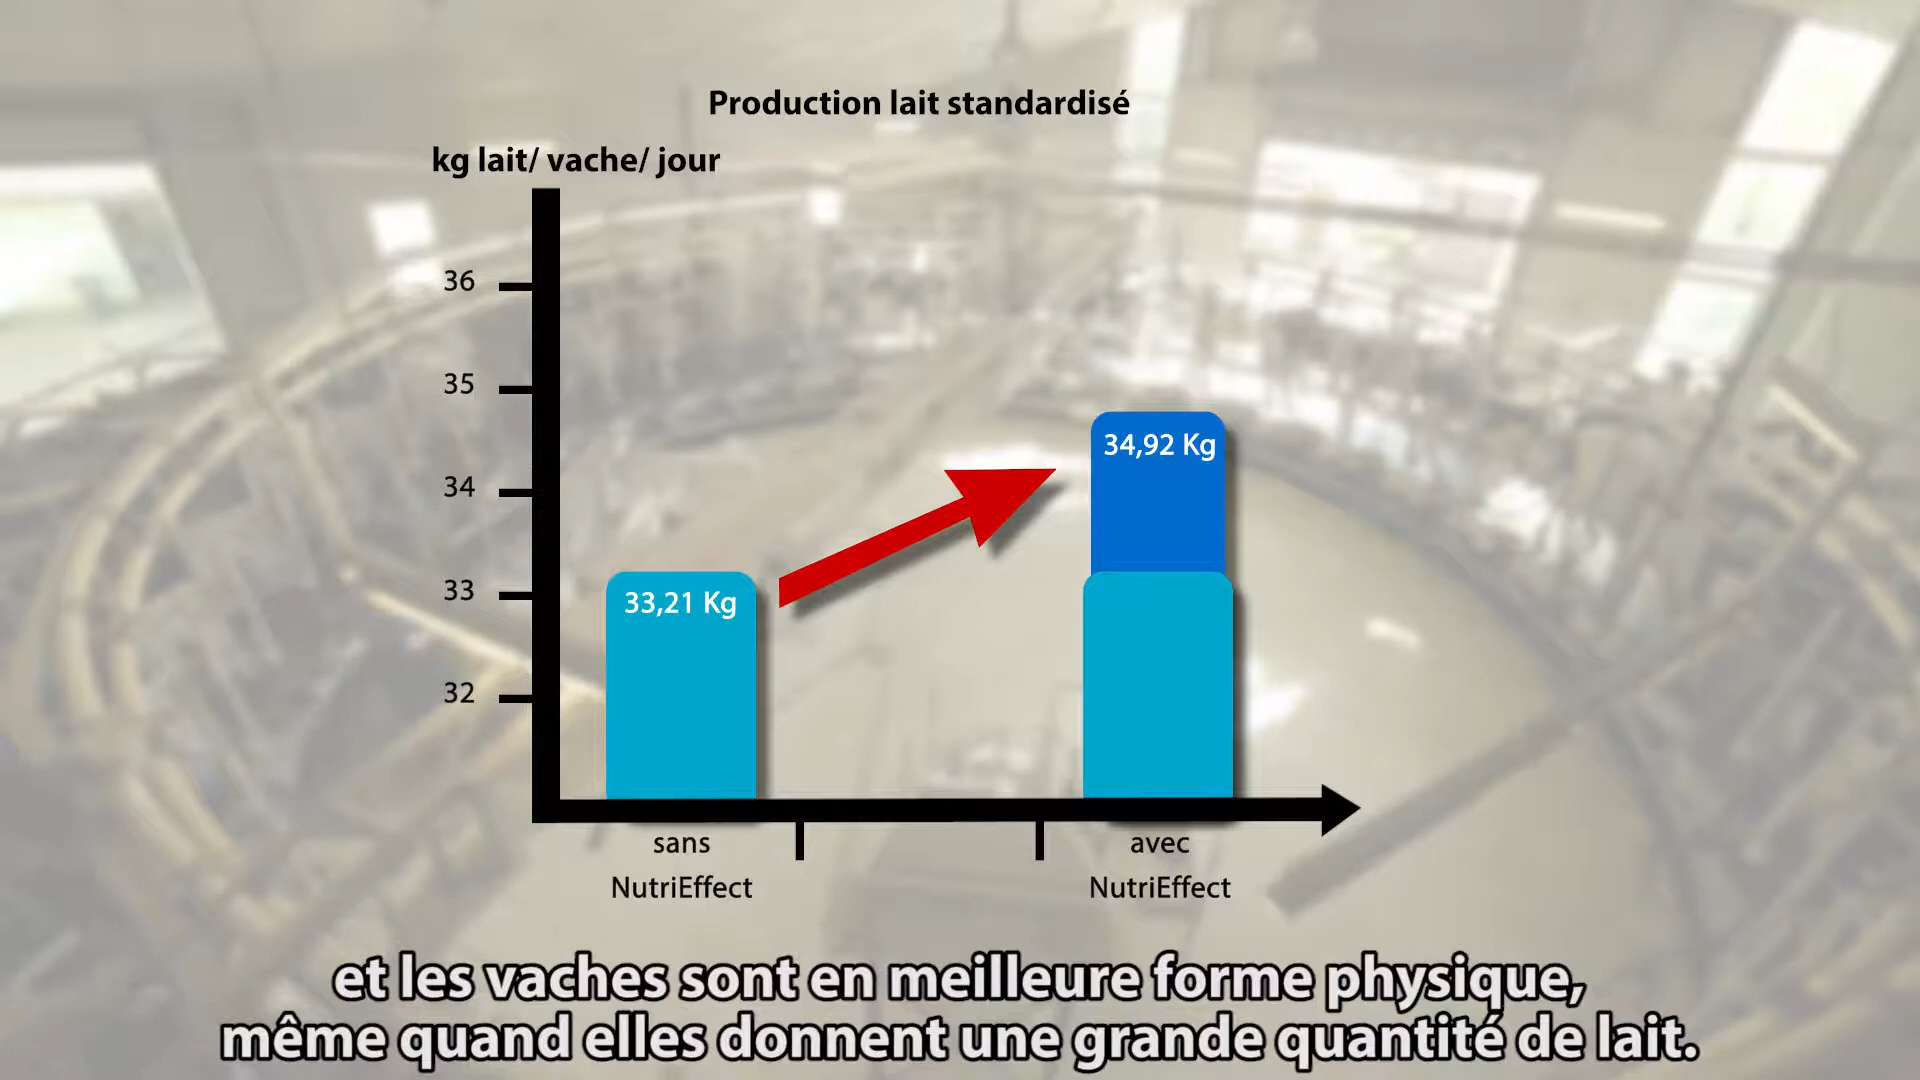 Production lait standardisé
kg lait/ vache/ jour
36
35
34
33
32
33,21 Kg
34,92 Kg
sans
NutriEffect
avec
NutriEffect
et les vaches sont en meilleure forme physique,
même quand elles donnent une grande quantité de lait.